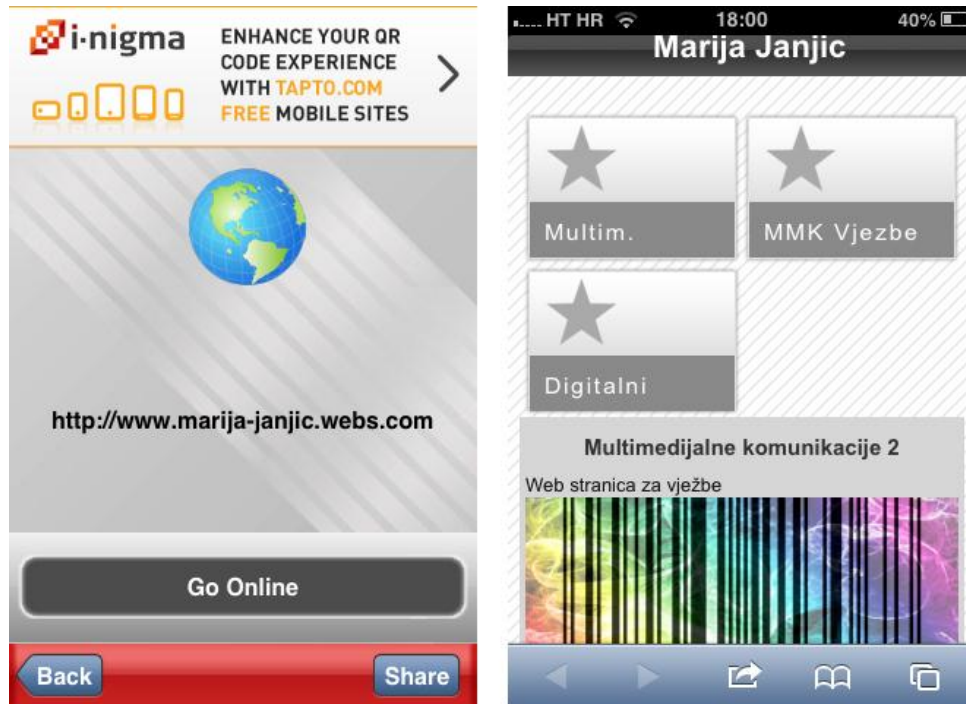 i-nigma
ENHANCE YOUR QR
CODE EXPERIENCE
WITH TAPTO.COM
FREE MOBILE SITES
http://www.marija-janjic.webs.com
Go Online
Back
Share
HT HR
18:00
40%
Marija Janjic
Multim.
MMK Vjezbe
Digitalni
Multimedijalne komunikacije 2
Web stranica za vježbe